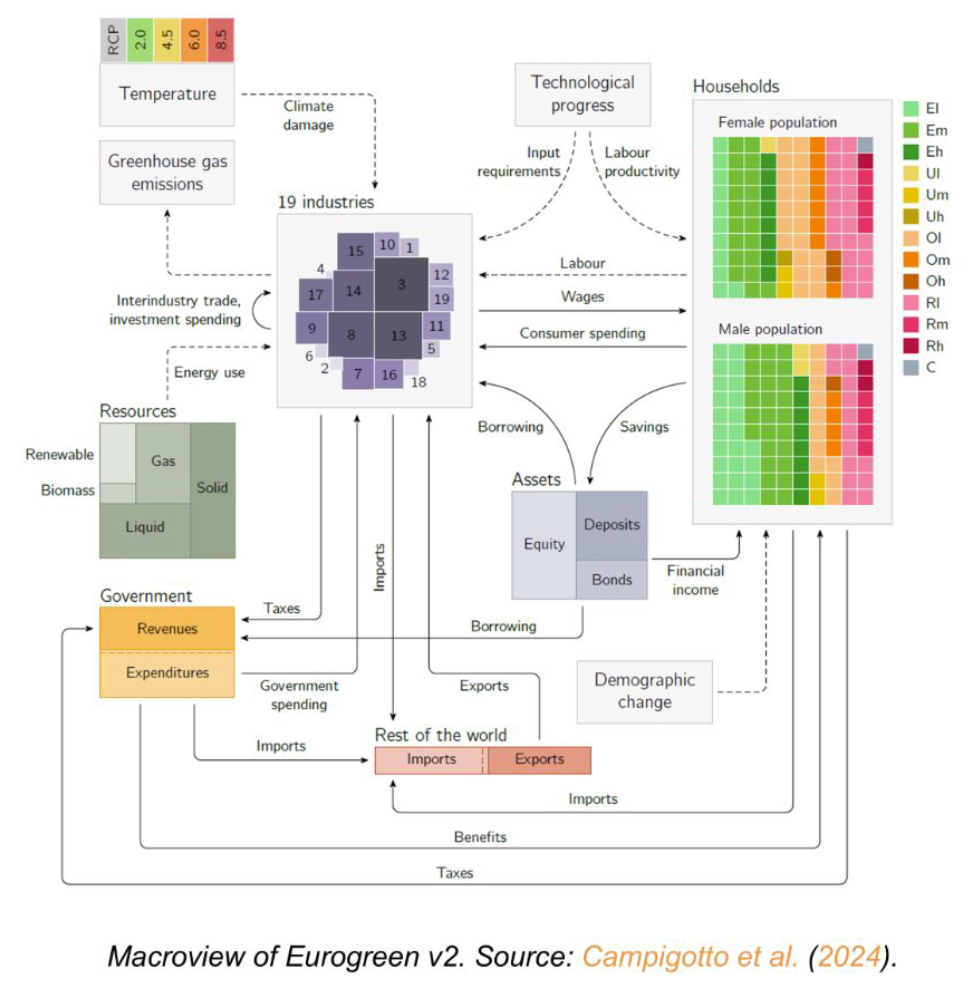 RCP 2.0 4.5 6.0 8.5
Temperature
Climate
damage
Greenhouse gas
emissions
Technological
progress
Input
requirements
Labour
productivity
19 industries
15 10 1
4 3 12
17 14 19
9 8 13 11
6 5
2 7 16 18
Interindustry trade,
investment spending
Energy use
Labour
Wages
Consumer spending
Borrowing
Savings
Households
Female population
Male population
El
Em
Eh
Ul
Um
Uh
Ol
Om
Oh
Rl
Rm
Rh
C
Resources
Renewable
Biomass
Gas
Solid
Liquid
Assets
Equity
Deposits
Bonds
Financial
income
Government
Revenues
Expenditures
Taxes
Borrowing
Imports
Government
spending
Exports
Demographic
change
Rest of the world
Imports
Imports
Exports
Imports
Benefits
Taxes
Macroview of Eurogreen v2. Source: Campigotto et al. (2024).